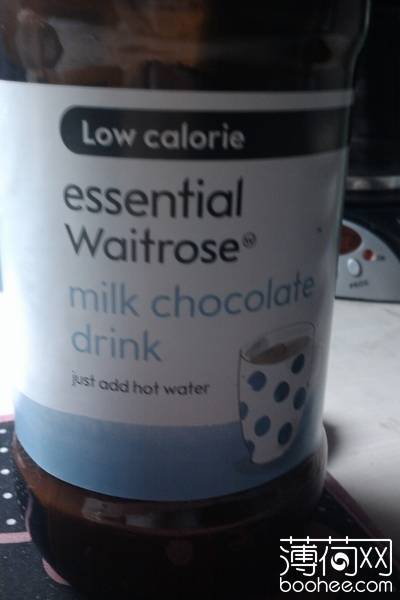 Low calorie
essential
Waitrose®
milk chocolate
drink
just add hot water
薄荷网
boohee.com